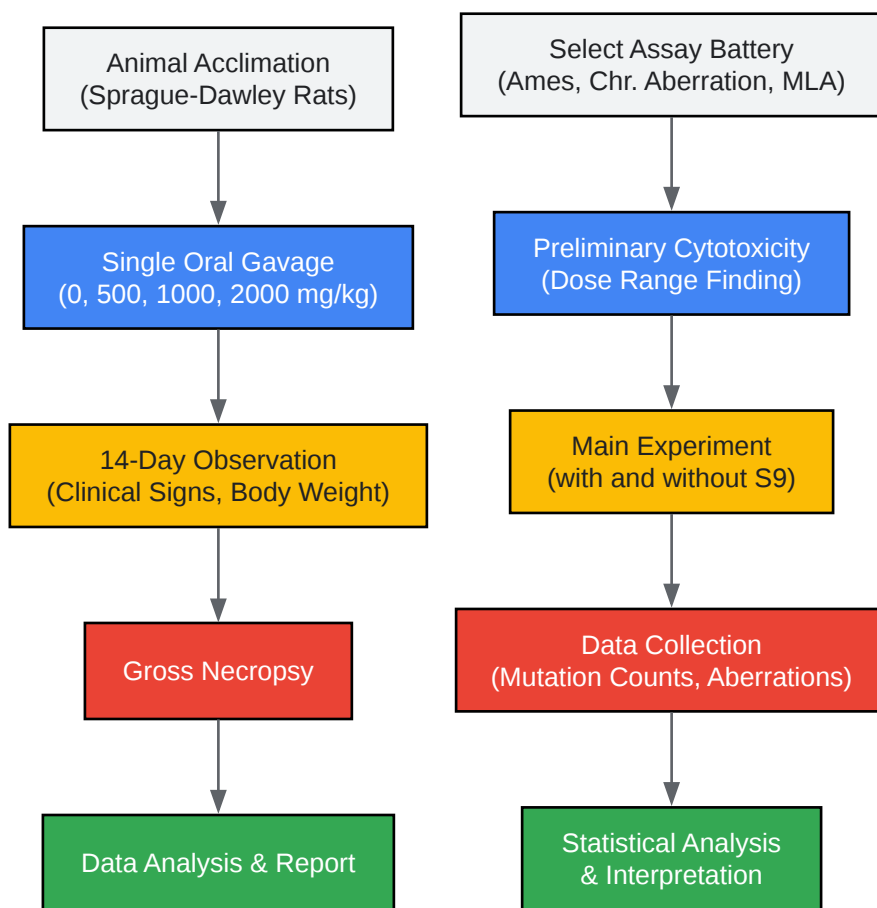 Animal Acclimation
(Sprague-Dawley Rats)
Single Oral Gavage
(0, 500, 1000, 2000 mg/kg)
14-Day Observation
(Clinical Signs, Body Weight)
Gross Necropsy
Data Analysis & Report
Select Assay Battery
(Ames, Chr. Aberration, MLA)
Preliminary Cytotoxicity
(Dose Range Finding)
Main Experiment
(with and without S9)
Data Collection
(Mutation Counts, Aberrations)
Statistical Analysis
& Interpretation